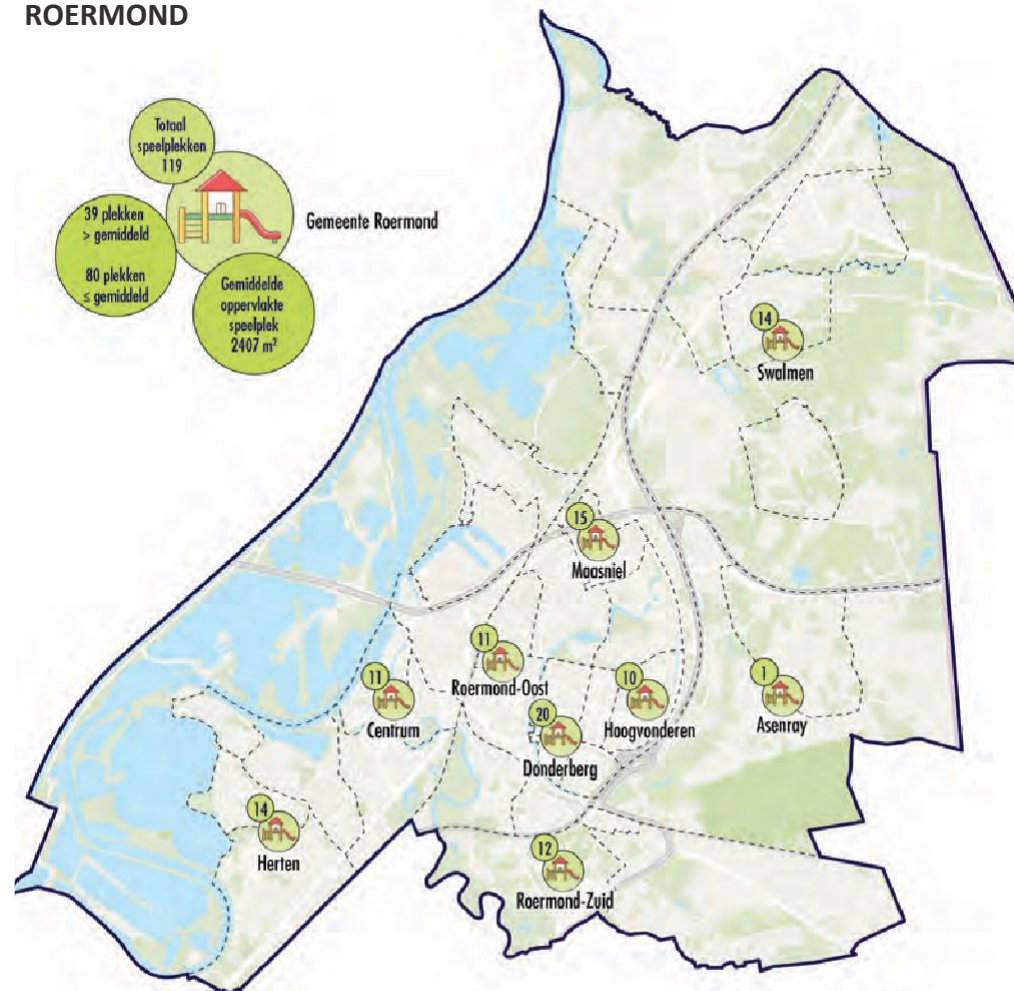 ROERMOND
Totaal
speelplekken
119
39 plekken
> gemiddeld
80 plekken
≤ gemiddeld
Gemeente Roermond
Gemiddelde
oppervlakte
speelplek
2407 m²
14
Swalmen
15
Maasniel
11
Roermond-Oost
11
Centrum
10
Hoogvonderen
1
Asenray
20
Donderberg
14
Herten
12
Roermond-Zuid